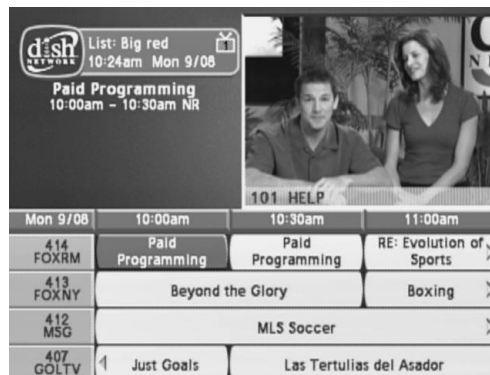 dish
NETWORK
List: Big red
1
10:24am Mon 9/08
Paid Programming
10:00am - 10:30am NR
101 HELP
Mon 9/08 10:00am 10:30am 11:00am
414 FOXRM Paid Programming Paid Programming RE: Evolution of Sports
413 FOXNY Beyond the Glory Boxing
412 MSG MLS Soccer
407 GOLTV Just Goals Las Tertulias del Asador